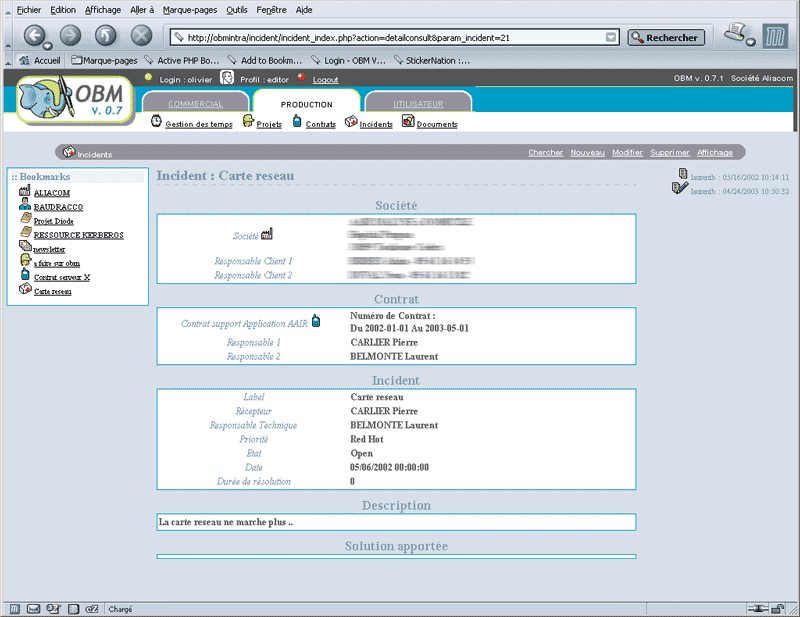 Fichier Edition Affichage Aller à Marque-pages Outils Fenêtre Aide
http://obmintra/incident/incident_index.php?action=detailconsult&param_incident=21 Rechercher
Accueil Marque-pages Active PHP Bo... Add to Bookm... Login - OBM V... StickerNation :...
Login : olivier Profil : editor Logout OBM v. 0.7.1 Société Aliacom
OBM
v. 0.7
COMMERCIAL PRODUCTION UTILISATEUR
Gestion des temps Projets Contrats Incidents Documents
Incidents Chercher Nouveau Modifier Supprimer Affichage
:: Bookmarks
ALIACOM
BAUDRACCO
Projet Diode
RESSOURCE KERBEROS
newsletter
a faire sur obm
Contrat serveur X
Carte reseau
Incident : Carte reseau
laurentb : 05/16/2002 10:14:11
laurentb : 04/24/2003 10:50:32
Société
Société
Responsable Client 1
Responsable Client 2
Contrat
Contrat support Application AAIR Numéro de Contrat :
Du 2002-01-01 Au 2003-05-01
Responsable 1 CARLIER Pierre
Responsable 2 BELMONTE Laurent
Incident
Label Carte reseau
Récepteur CARLIER Pierre
Responsable Technique BELMONTE Laurent
Priorité Red Hot
Etat Open
Date 05/06/2002 00:00:00
Durée de résolution 0
Description
La carte reseau ne marche plus ..
Solution apportée
Chargé